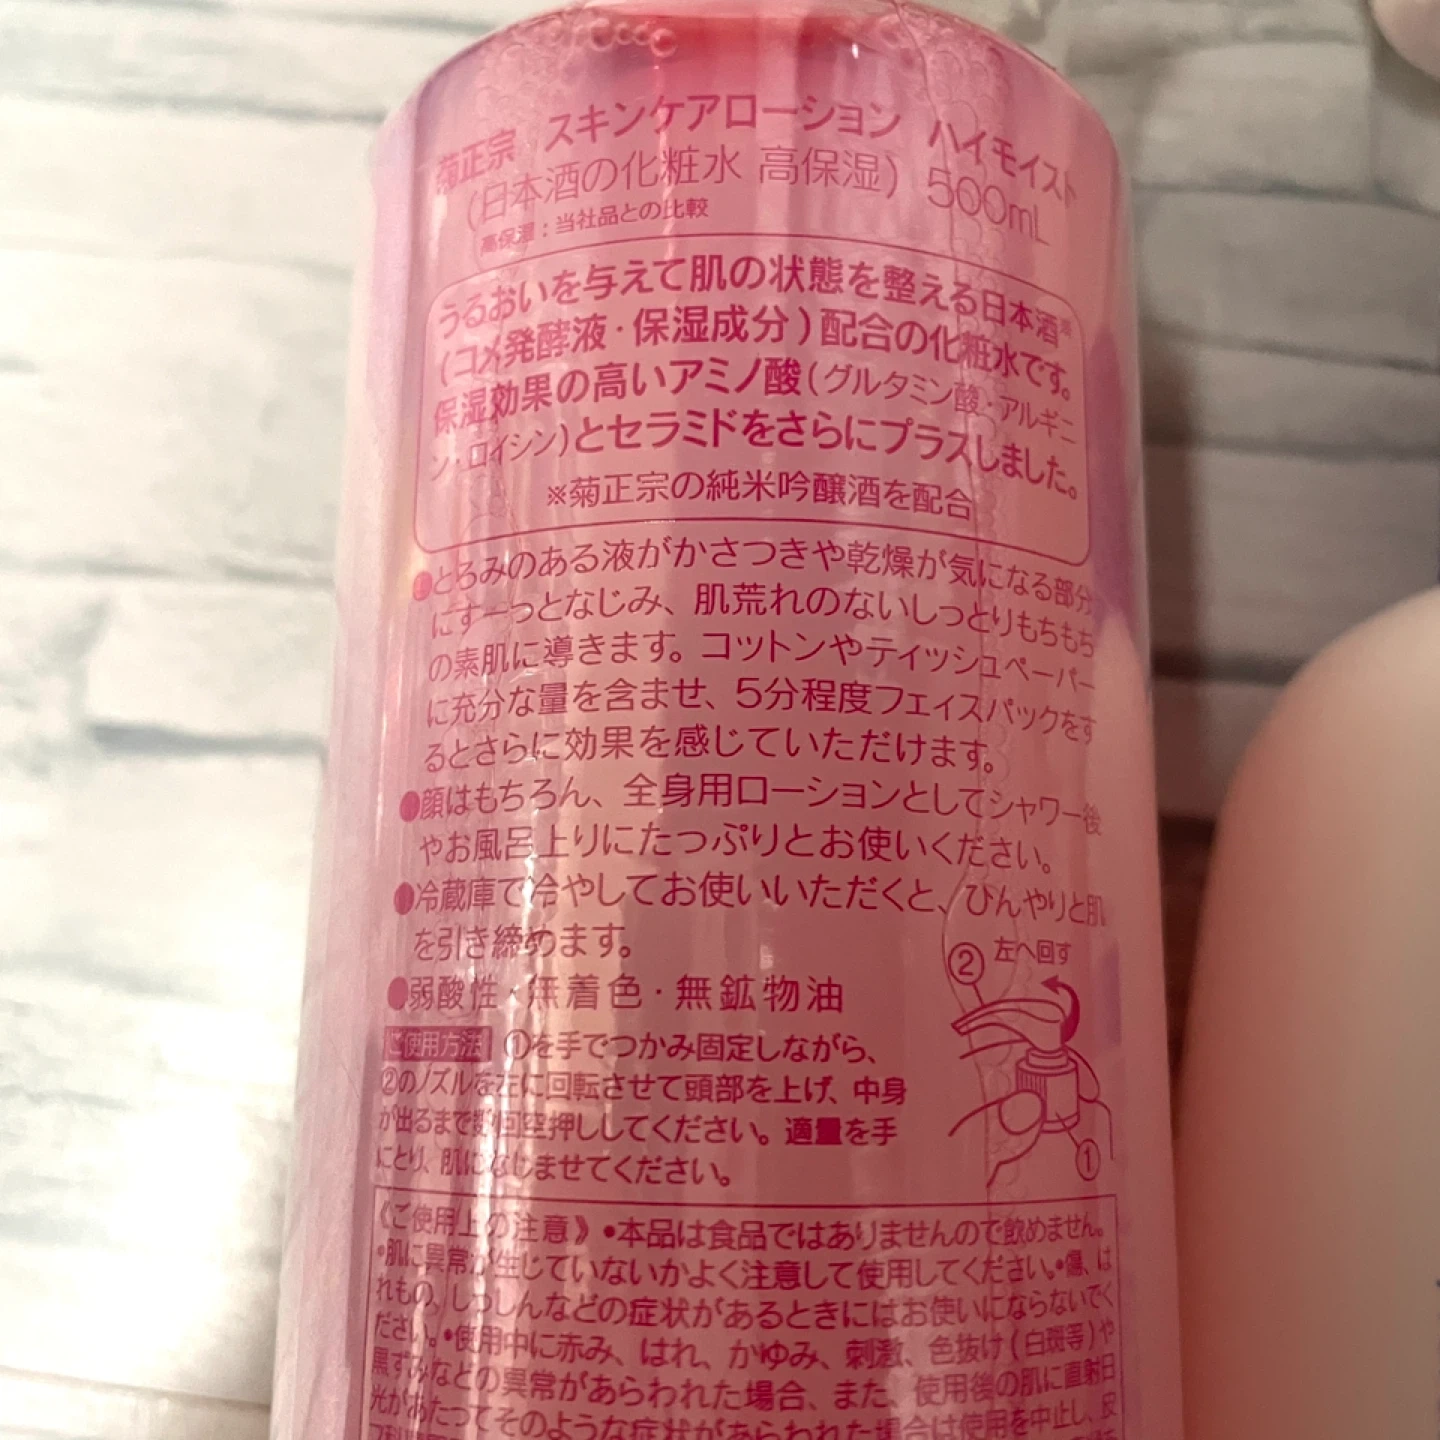 菊正宗 スキンケアローション ハイモイスト
(日本酒の化粧水 高保湿) 500mL
高保湿:当社品との比較
うるおいを与えて肌の状態を整える日本酒※
(コメ発酵液・保湿成分)配合の化粧水です。
保湿効果の高いアミノ酸(グルタミン酸・アルギニ
ン・ロイシン)とセラミドをさらにプラスしました。
※菊正宗の純米吟醸酒を配合
●とろみのある液がかさつきや乾燥が気になる部分
にすーっとなじみ、肌荒れのないしっとりもちもち
の素肌に導きます。コットンやティッシュペーパー
に充分な量を含ませ、5分程度フェイスパックをす
るとさらに効果を感じていただけます。
●顔はもちろん、全身用ローションとしてシャワー後
やお風呂上りにたっぷりとお使いください。
●冷蔵庫で冷やしてお使いいただくと、ひんやりと肌
を引き締めます。
●弱酸性・無着色・無鉱物油
② 左へ回す
ご使用方法 ①を手でつかみ固定しながら、
②のノズルを左に回転させて頭部を上げ、中身
が出るまで数回空押ししてください。適量を手
にとり、肌になじませてください。
①
《ご使用上の注意》●本品は食品ではありませんので飲めません。
●肌に異常が生じていないかよく注意して使用してください。●傷、は
れもの、しっしんなどの症状があるときにはお使いにならないでく
ださい。●使用中に赤み、はれ、かゆみ、刺激、色抜け(白斑等)や
黒ずみなどの異常があらわれた場合、また、使用後の肌に直射日
光があたってそのような症状があらわれた場合は使用を中止し、皮